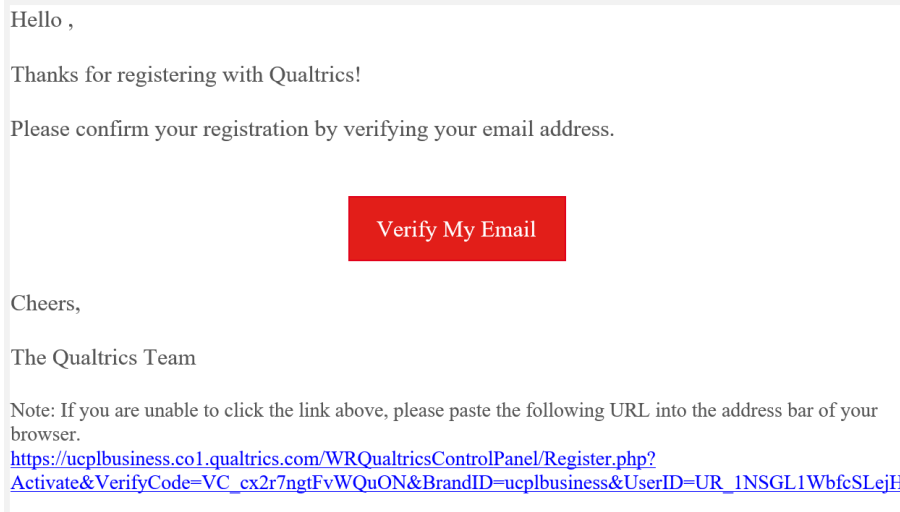 Hello ,
Thanks for registering with Qualtrics!
Please confirm your registration by verifying your email address.
Verify My Email
Cheers,
The Qualtrics Team
Note: If you are unable to click the link above, please paste the following URL into the address bar of your
browser.
https://ucplbusiness.co1.qualtrics.com/WRQualtricsControlPanel/Register.php?
Activate&VerifyCode=VC_cx2r7ngtFvWQuON&BrandID=ucplbusiness&UserID=UR_1NSGL1WbfcSLejH